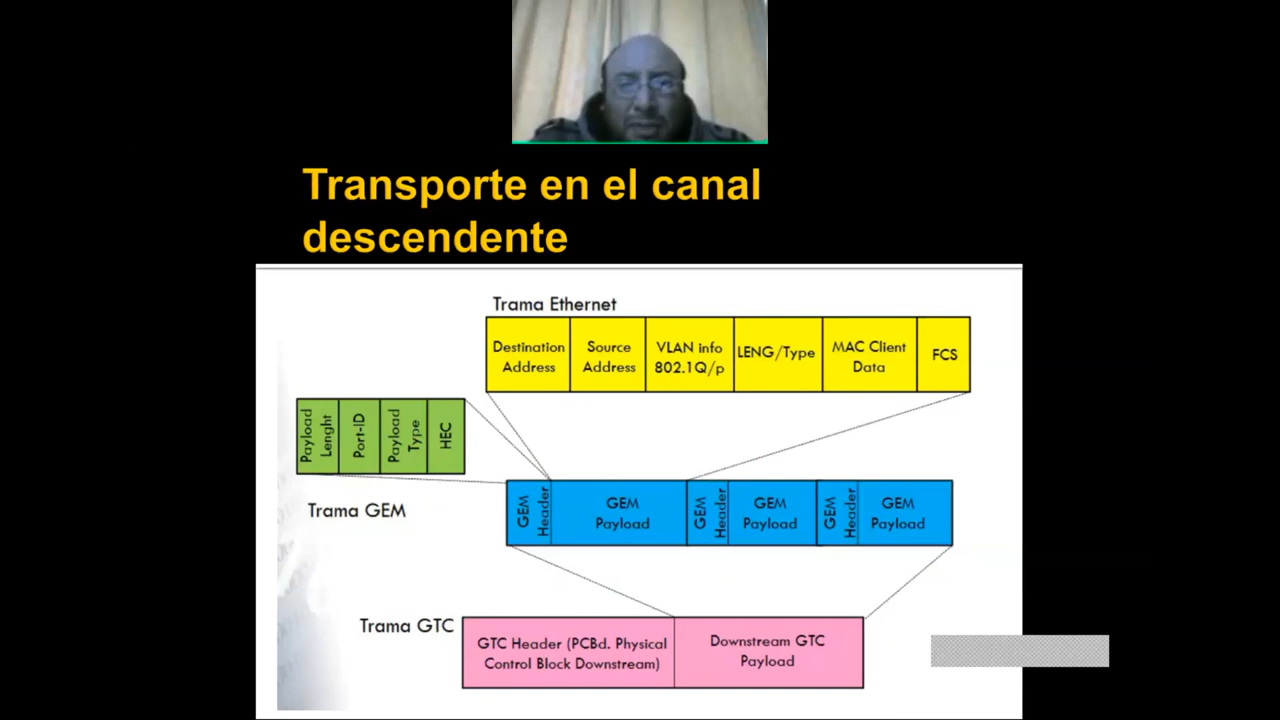 Transporte en el canal
descendente
Trama Ethernet
Destination
Address
Source
Address
VLAN info
802.1Q/p
LENG/Type
MAC Client
Data
FCS
Payload
Lenght
Port-ID
Payload
Type
HEC
Trama GEM
GEM
Header
GEM
Payload
GEM
Header
GEM
Payload
GEM
Header
GEM
Payload
Trama GTC
GTC Header (PCBd. Physical
Control Block Downstream)
Downstream GTC
Payload